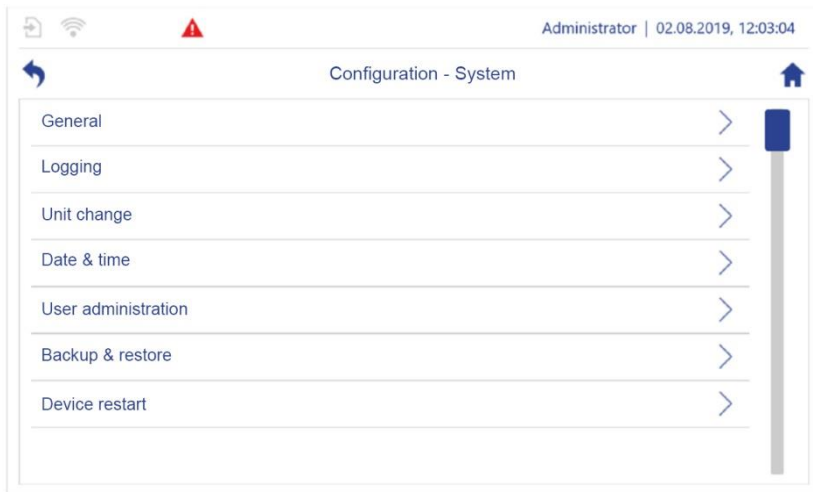 Administrator | 02.08.2019, 12:03:04
Configuration - System
General
Logging
Unit change
Date & time
User administration
Backup & restore
Device restart